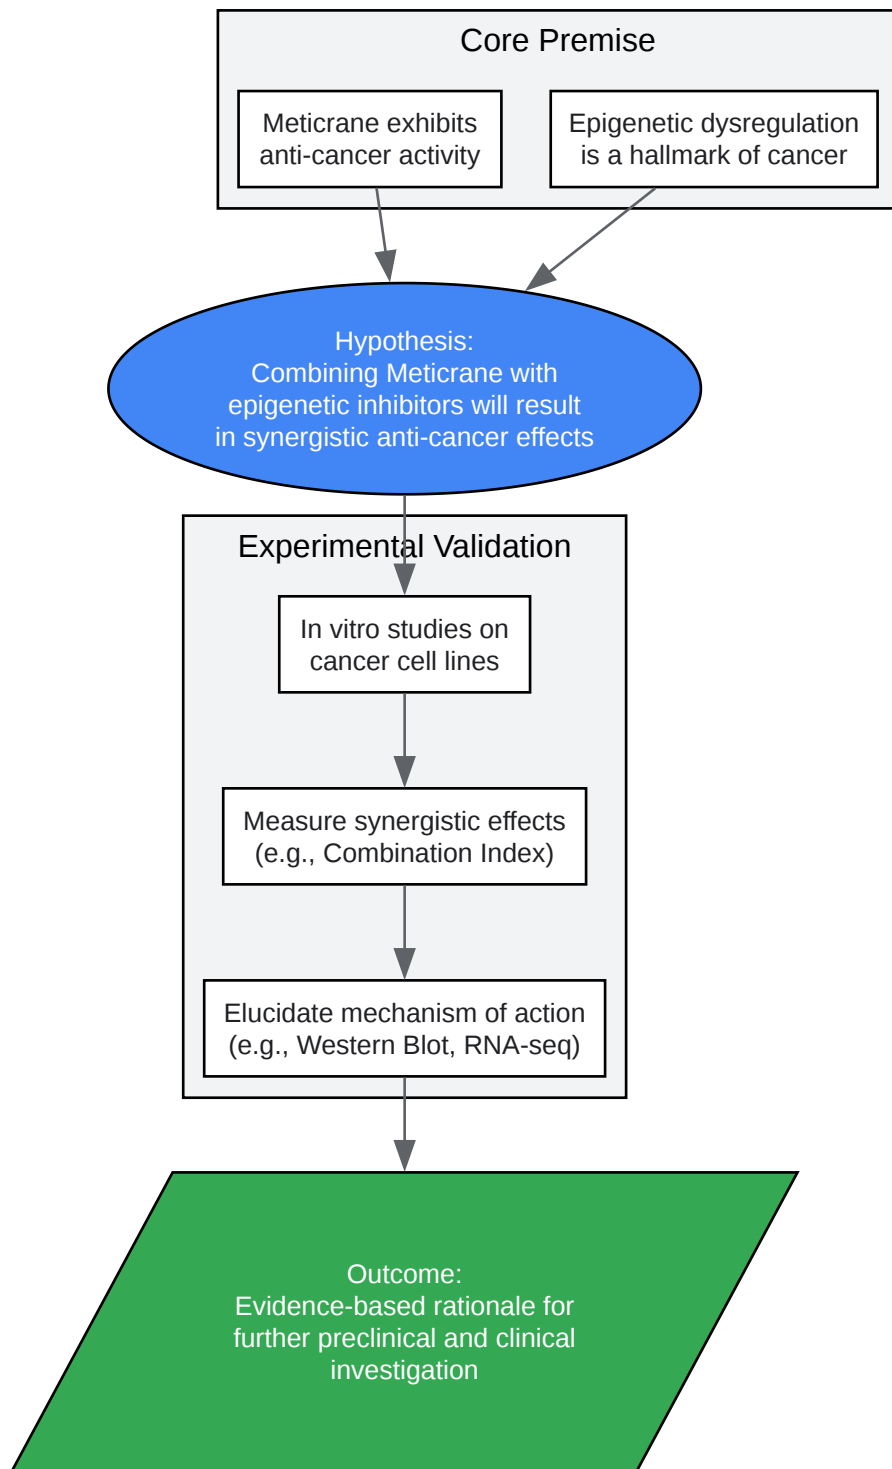 Core Premise
Meticrane exhibits
anti-cancer activity
Epigenetic dysregulation
is a hallmark of cancer
Hypothesis:
Combining Meticrane with
epigenetic inhibitors will result
in synergistic anti-cancer effects
Experimental Validation
In vitro studies on
cancer cell lines
Measure synergistic effects
(e.g., Combination Index)
Elucidate mechanism of action
(e.g., Western Blot, RNA-seq)
Outcome:
Evidence-based rationale for
further preclinical and clinical
investigation